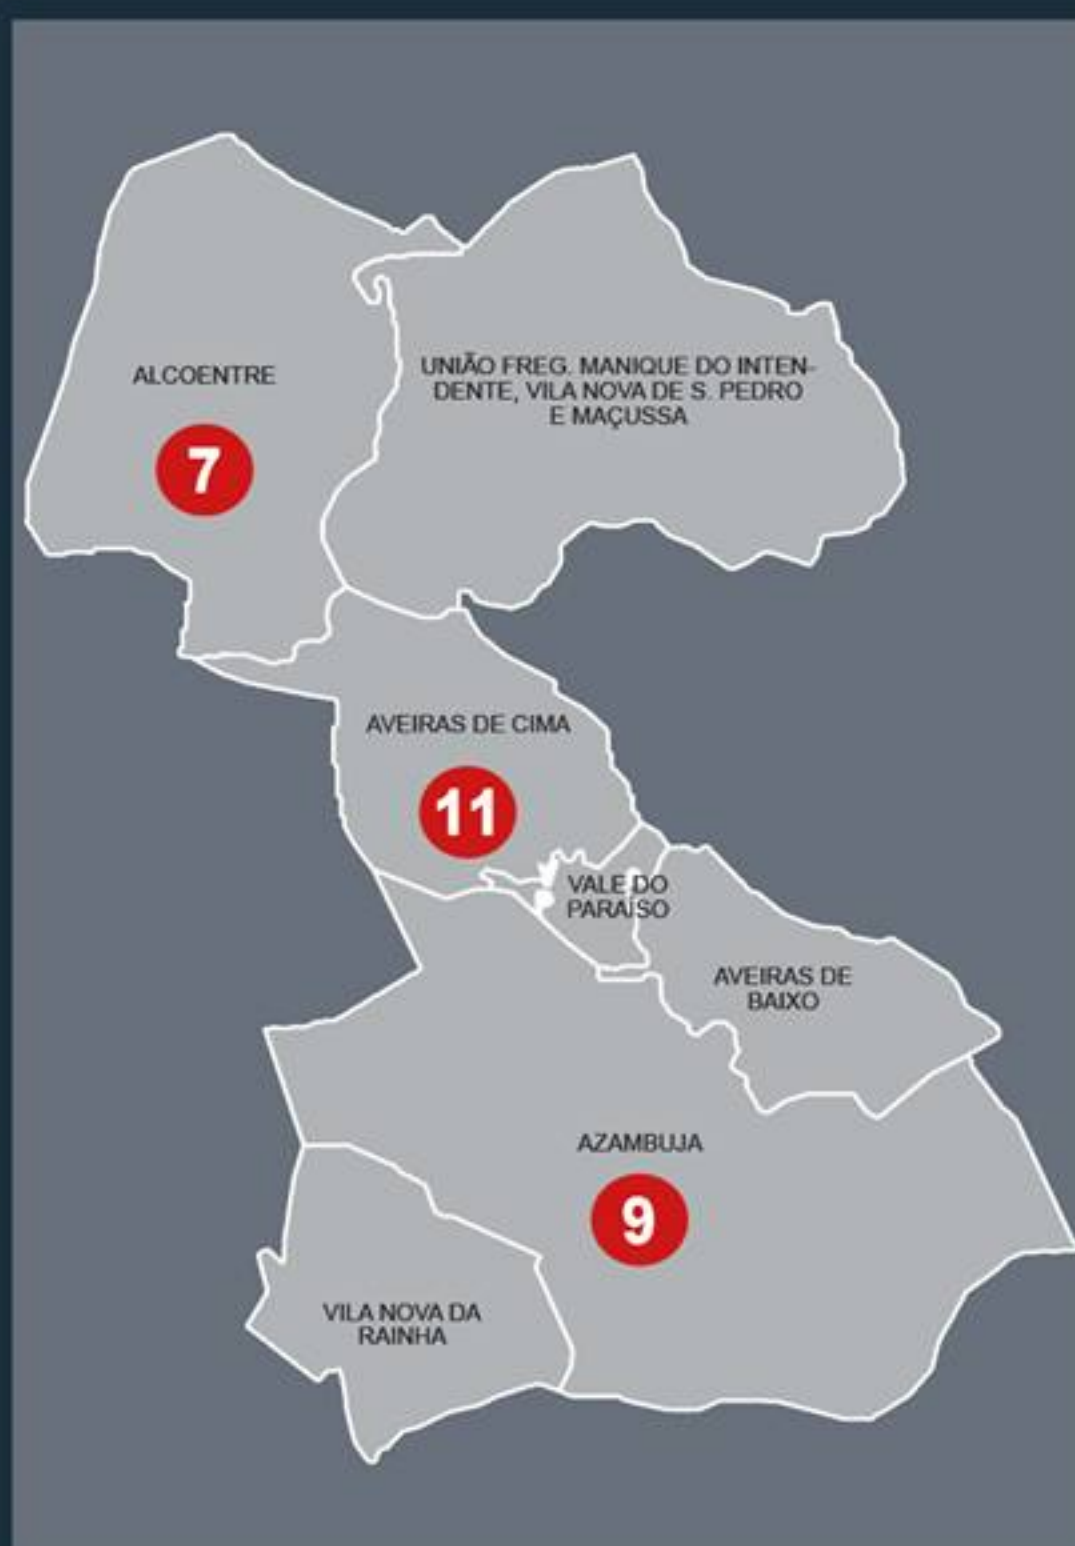 ALCOENTRE
7
UNIÃO FREG. MANIQUE DO INTEN-
DENTE, VILA NOVA DE S. PEDRO
E MAÇUSSA
AVEIRAS DE CIMA
11
VALE DO
PARAÍSO
AVEIRAS DE
BAIXO
AZAMBUJA
9
VILA NOVA DA
RAINHA